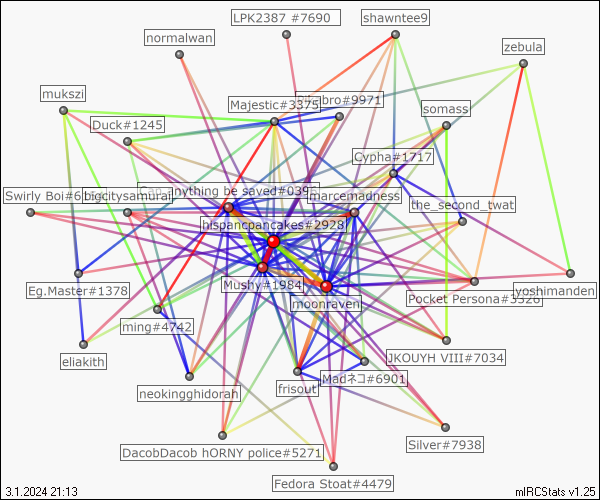 LPK2387 #7690
shawntee9
normalwan
zebula
mukszi
Majestic#3375
bro#9971
somass
Duck#1245
Cypha#1717
Swirly Boi#6
bigcitysamurai
anything be saved#0396
marcemadness
the_second_twat
hispancpancakes#2928
Mushy#1984
Eg.Master#1378
moonraven
Pocket Persona#3326
yoshimanden
ming#4742
eliakith
JKOUYH VIII#7034
neokingghidorah
frisout
Madネコ#6901
DacobDacob hORNY police#5271
Silver#7938
Fedora Stoat#4479
3.1.2024 21:13
mIRCStats v1.25